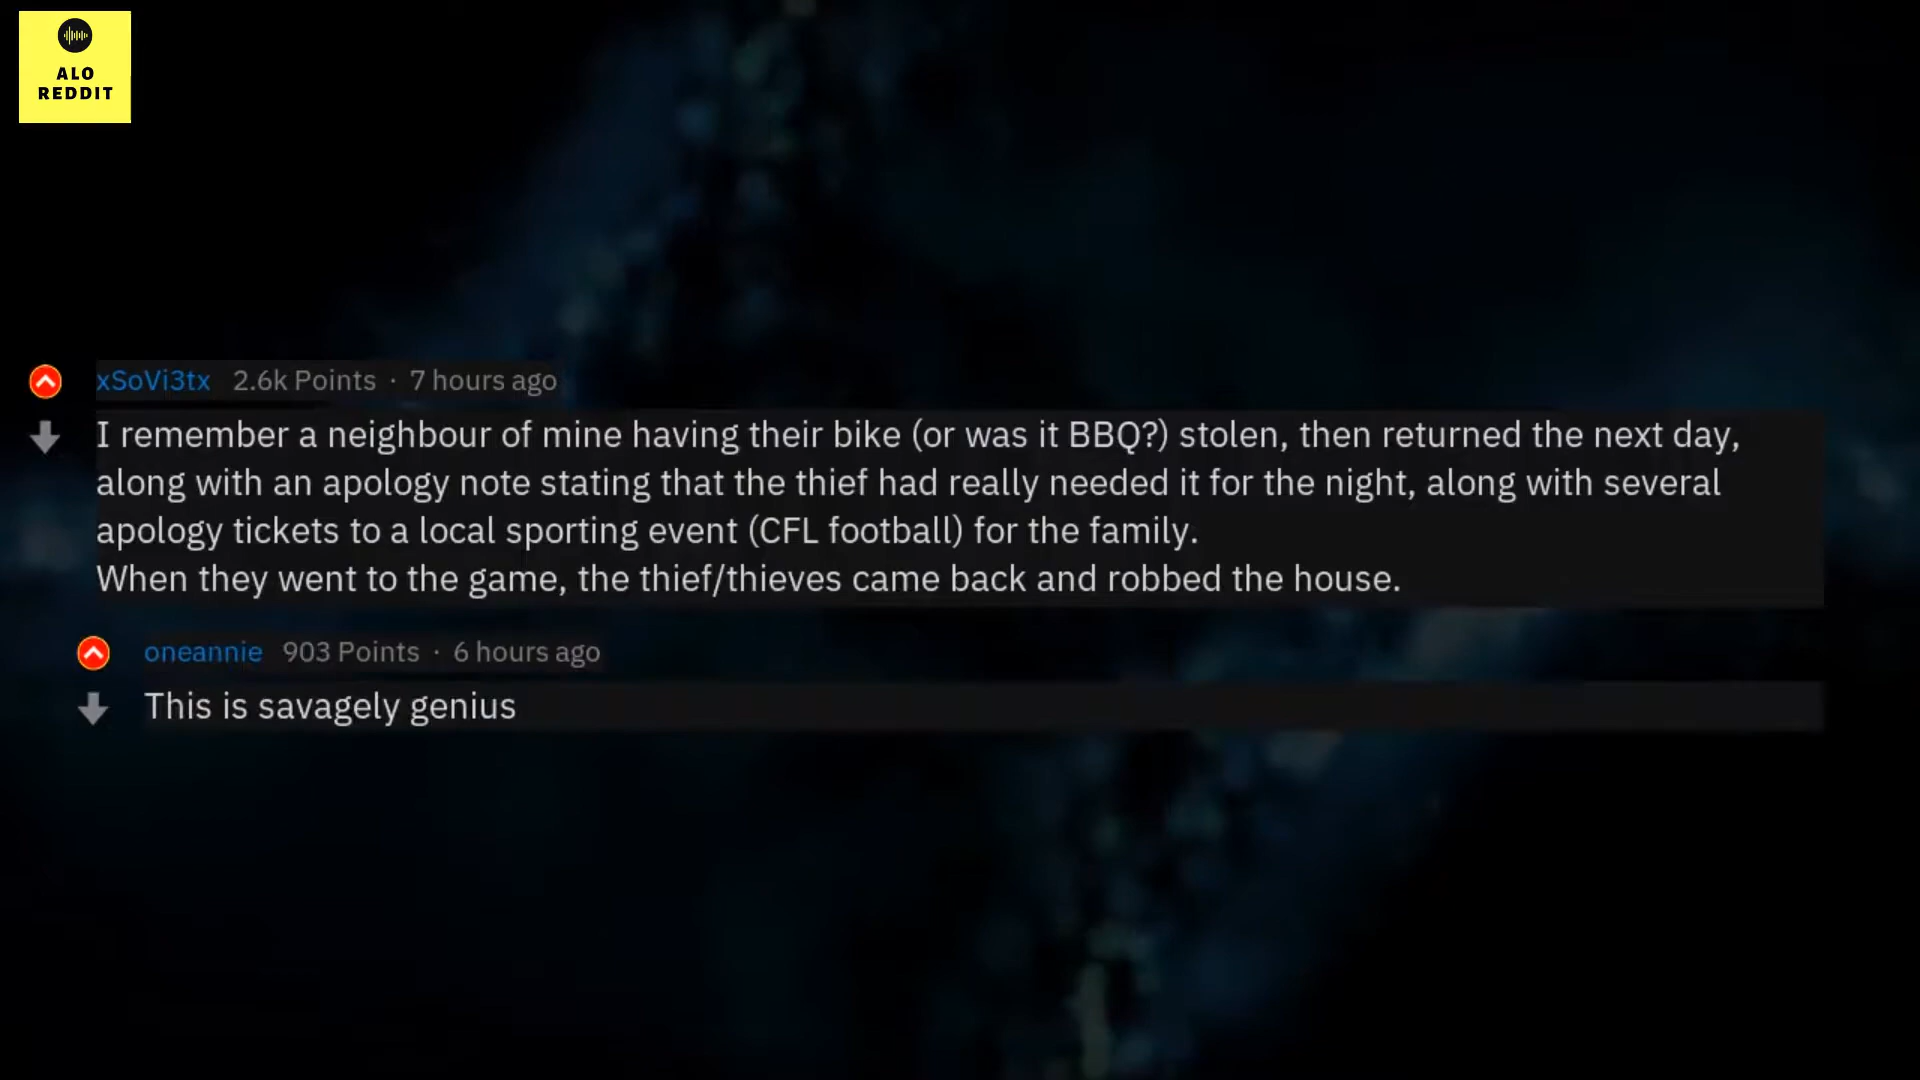 ALO
REDDIT
xSoVi3tx 2.6k Points · 7 hours ago
I remember a neighbour of mine having their bike (or was it BBQ?) stolen, then returned the next day,
along with an apology note stating that the thief had really needed it for the night, along with several
apology tickets to a local sporting event (CFL football) for the family.
When they went to the game, the thief/thieves came back and robbed the house.
oneannie 903 Points · 6 hours ago
This is savagely genius